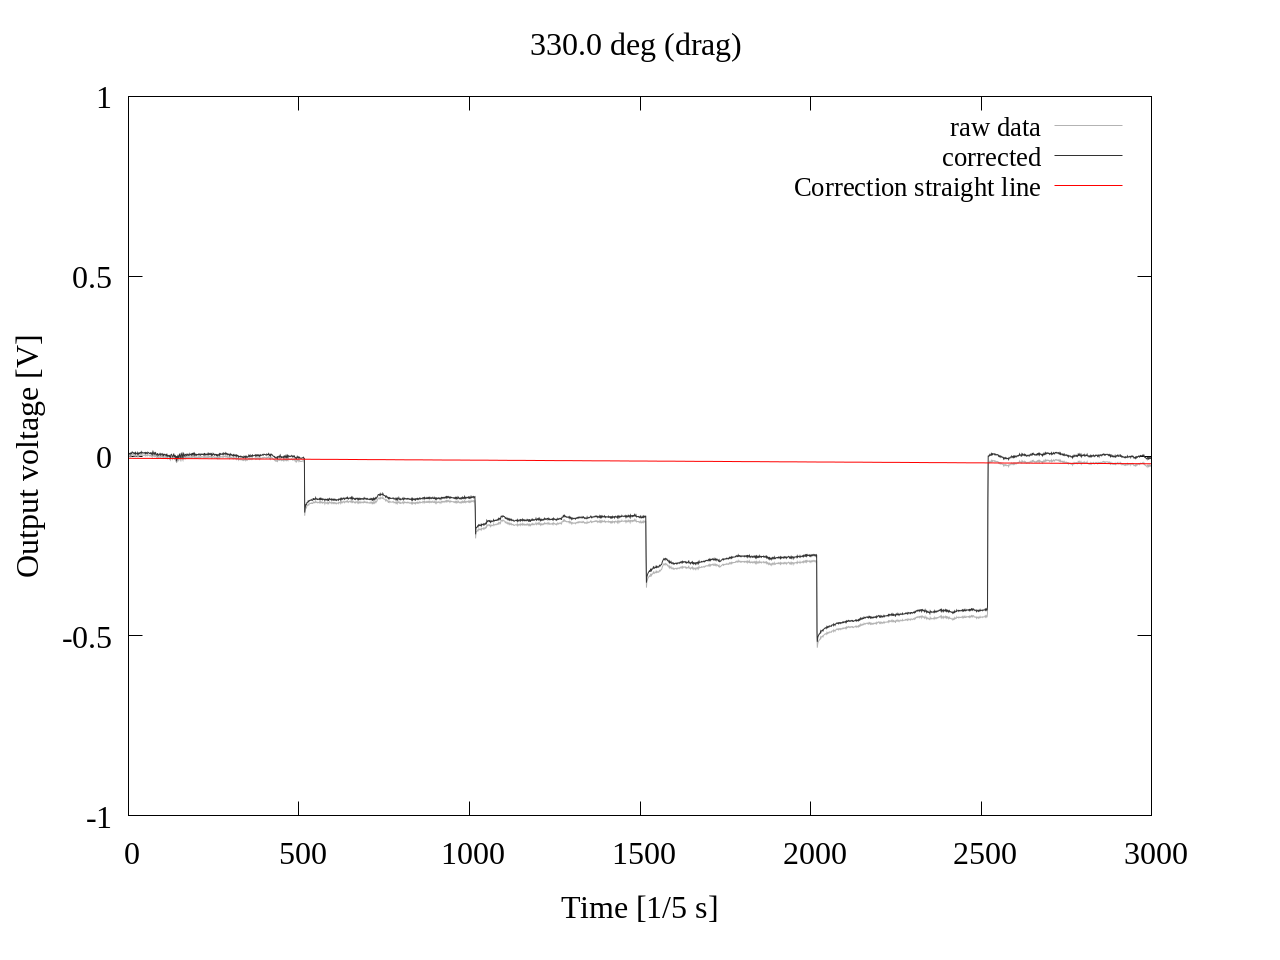 330.0 deg (drag)
1
raw data
corrected
Correction straight line
0.5
0
-0.5
-1
Output voltage [V]
0 500 1000 1500 2000 2500 3000
Time [1/5 s]